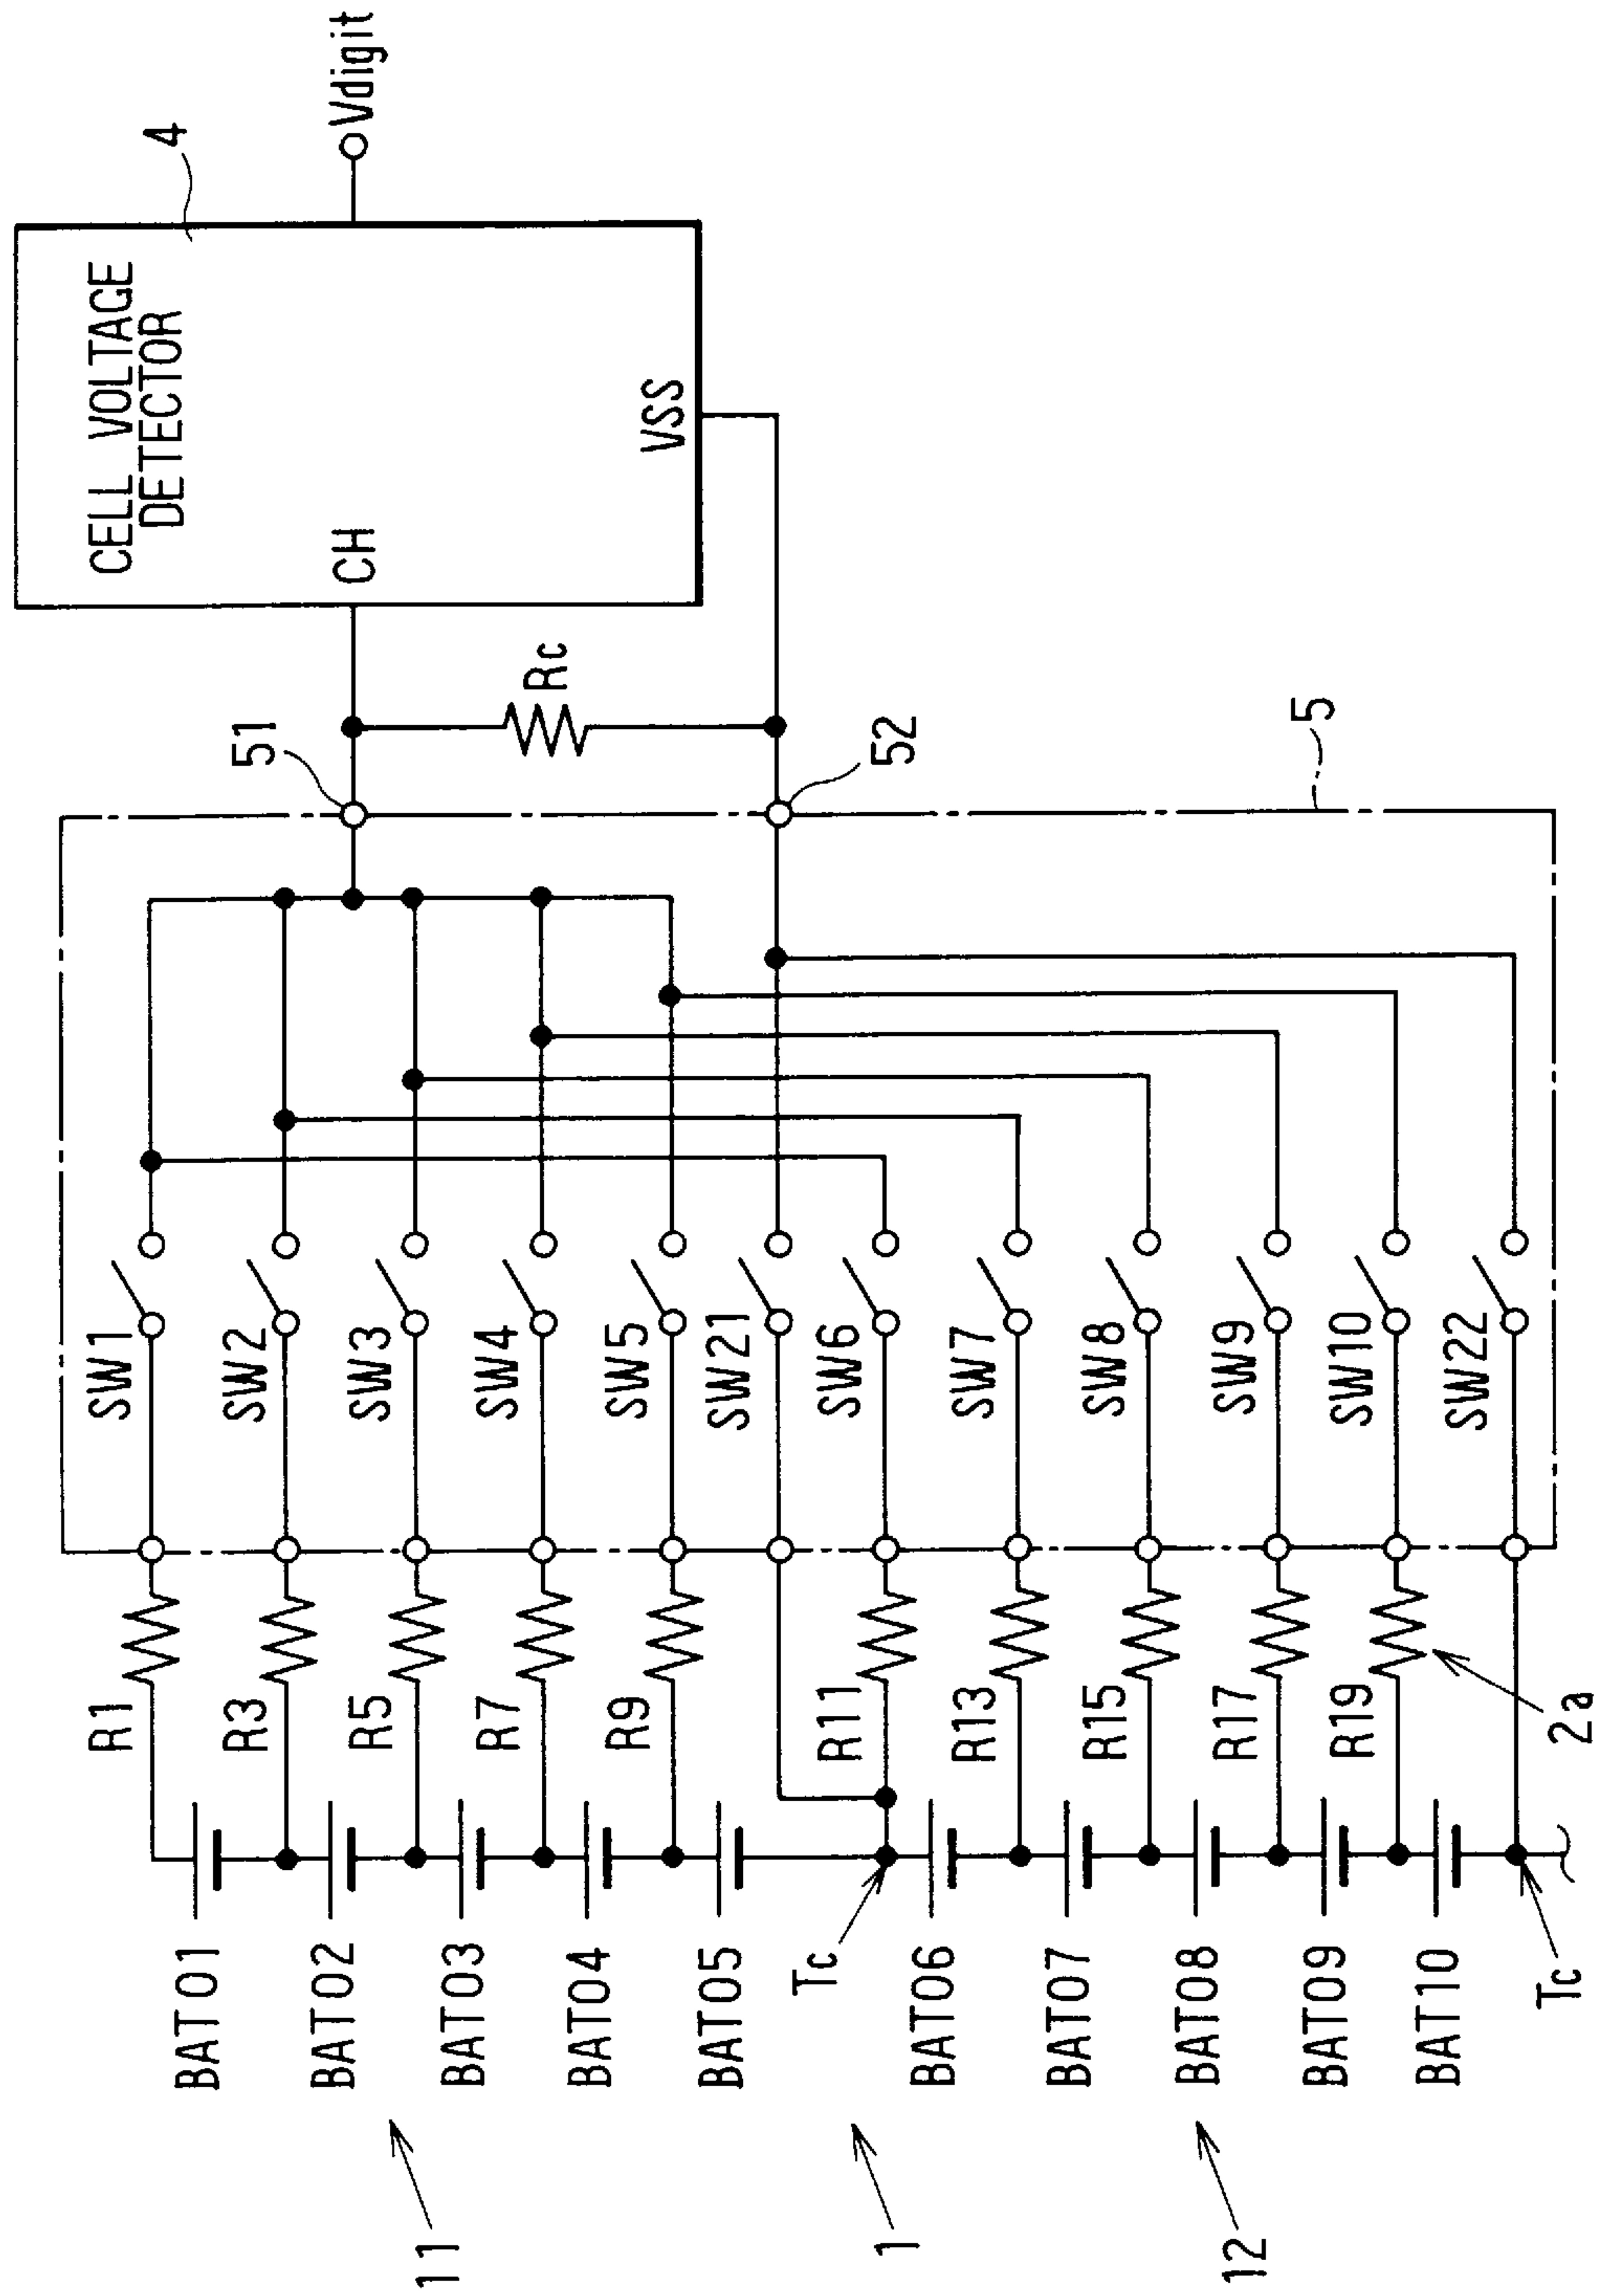 4
Vdigit
CELL VOLTAGE
DETECTOR
CH
VSS
Rc
51
52
5
SW1
SW2
SW3
SW4
SW5
SW21
SW6
SW7
SW8
SW9
SW10
SW22
R1
R3
R5
R7
R9
R11
R13
R15
R17
R19
2a
BAT01
BAT02
BAT03
BAT04
BAT05
Tc
BAT06
BAT07
BAT08
BAT09
BAT10
Tc
11
1
12